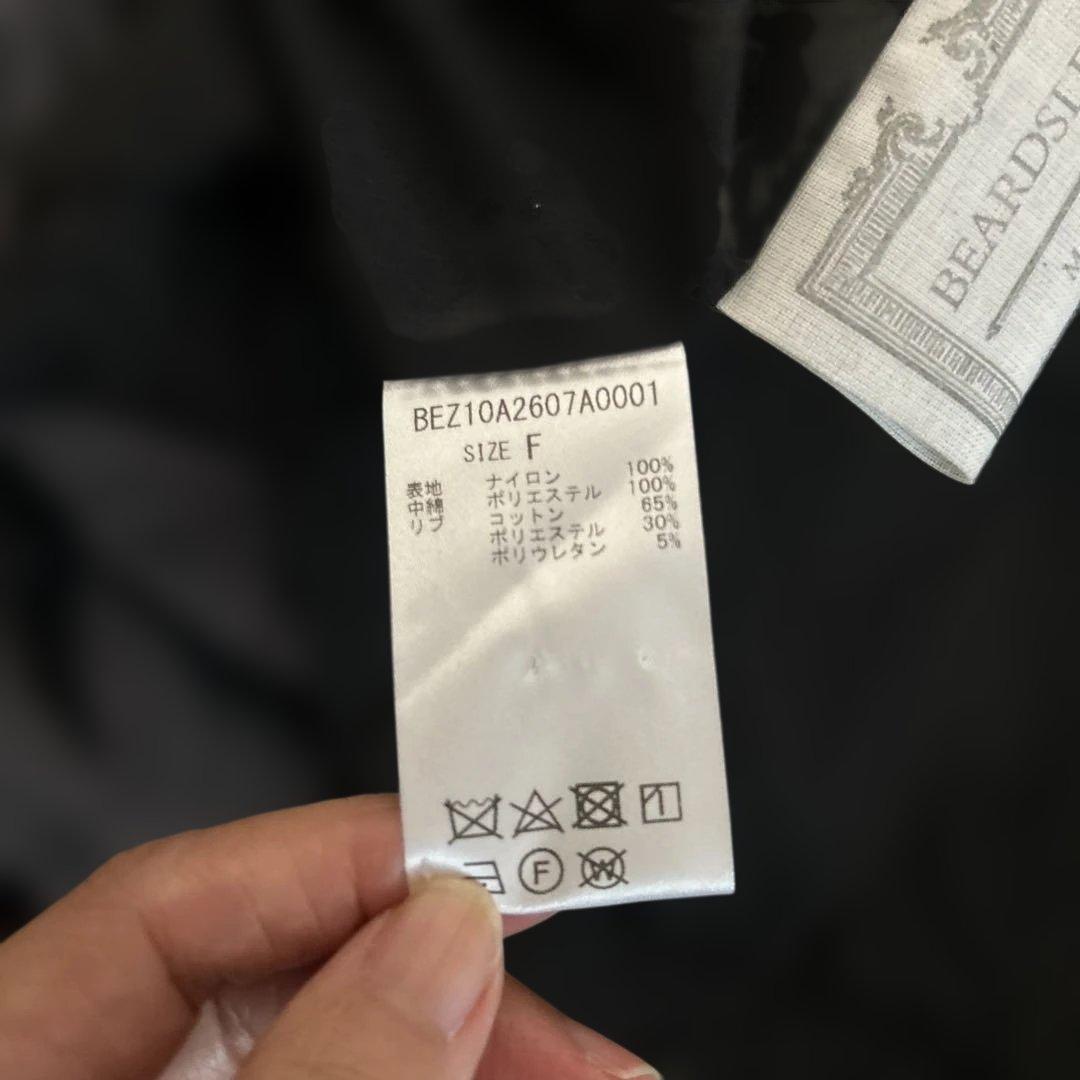 BEZ10A2607A0001
SIZE F
表地 ナイロン 100%
中綿 ポリエステル 100%
リブ コットン 65%
ポリエステル 30%
ポリウレタン 5%
F
W